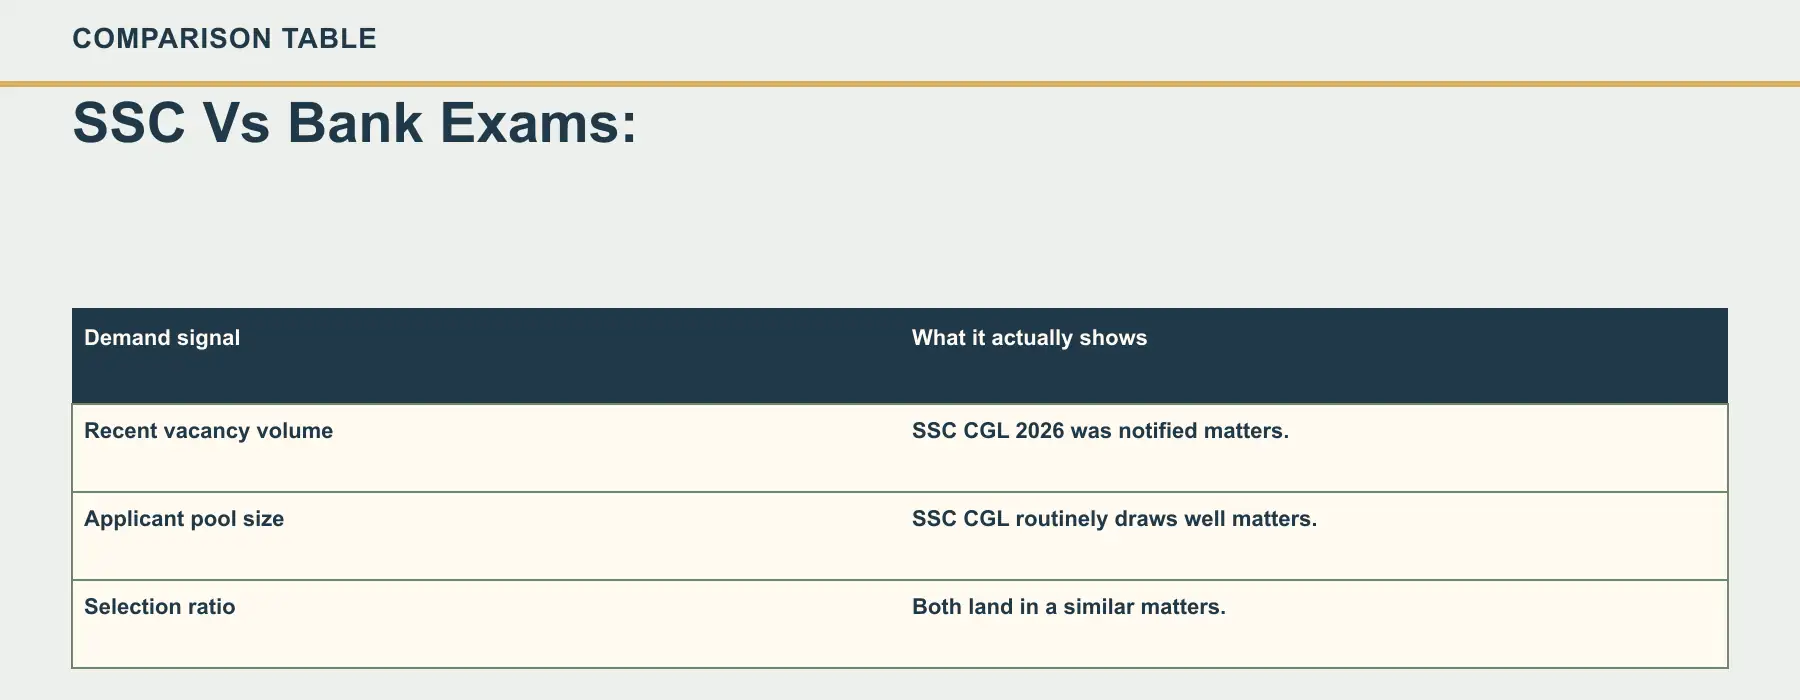 COMPARISON TABLE
SSC Vs Bank Exams:
Demand signal
What it actually shows
Recent vacancy volume
SSC CGL 2026 was notified matters.
Applicant pool size
SSC CGL routinely draws well matters.
Selection ratio
Both land in a similar matters.